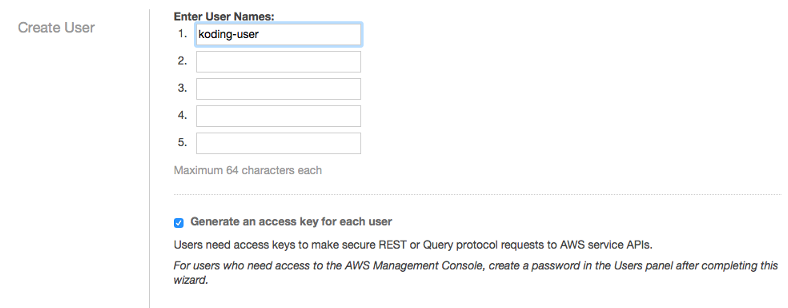 Create User
Enter User Names:
1. koding-user
2.
3.
4.
5.
Maximum 64 characters each
Generate an access key for each user
Users need access keys to make secure REST or Query protocol requests to AWS service APIs.
For users who need access to the AWS Management Console, create a password in the Users panel after completing this
wizard.